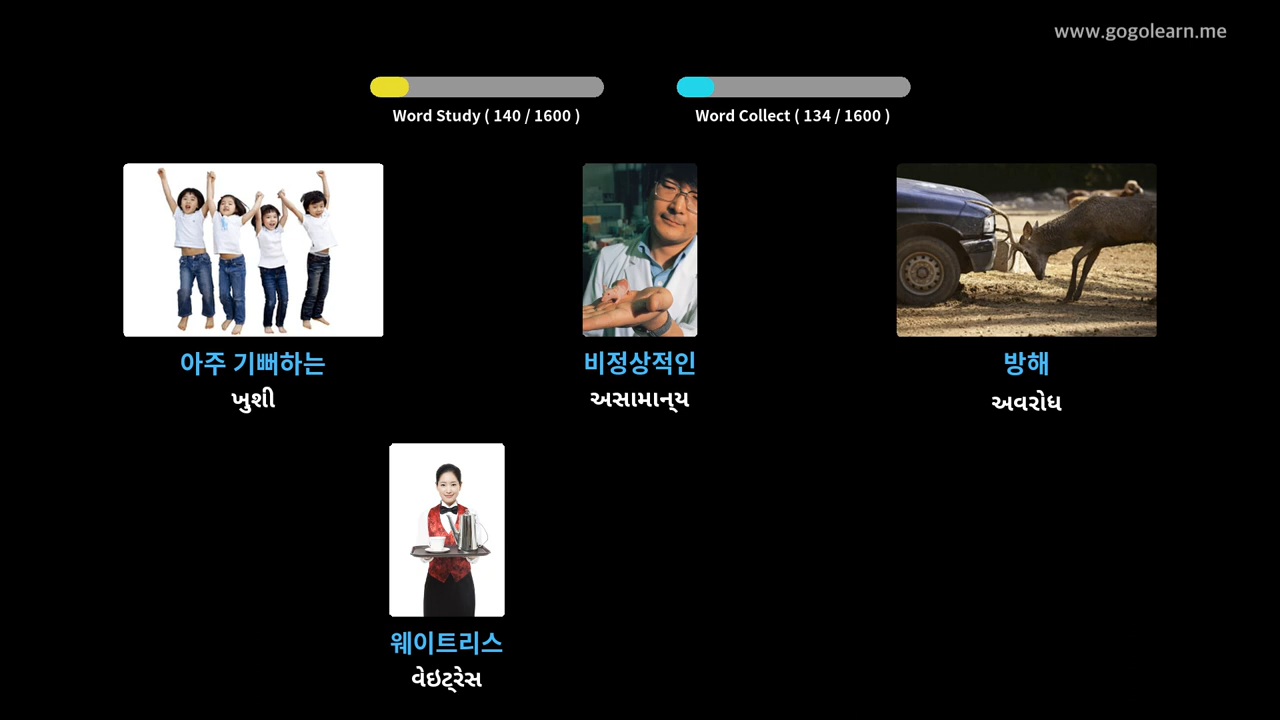 www.gogolearn.me
Word Study ( 140 / 1600 )
Word Collect ( 134 / 1600 )
아주 기뻐하는
ખુશી
비정상적인
અસામાન્ય
방해
અવરોધ
웨이트리스
વેઇટ્રેસ